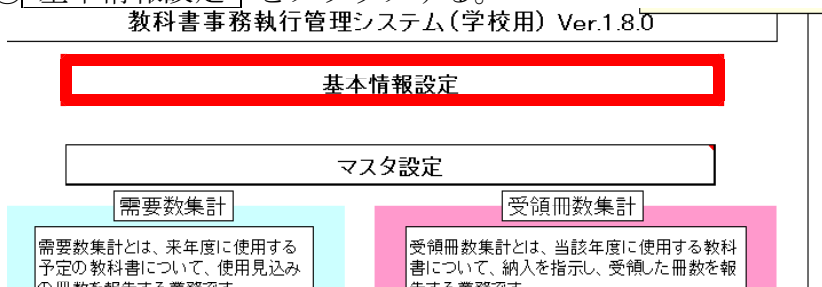 教科書事務執行管理システム(学校用) Ver.1.8.0
基本情報設定
マスタ設定
需要数集計
需要数集計とは、来年度に使用する
予定の教科書について、使用見込み
受領冊数集計
受領冊数集計とは、当該年度に使用する教科
書について、納入を指示し、受領した冊数を報